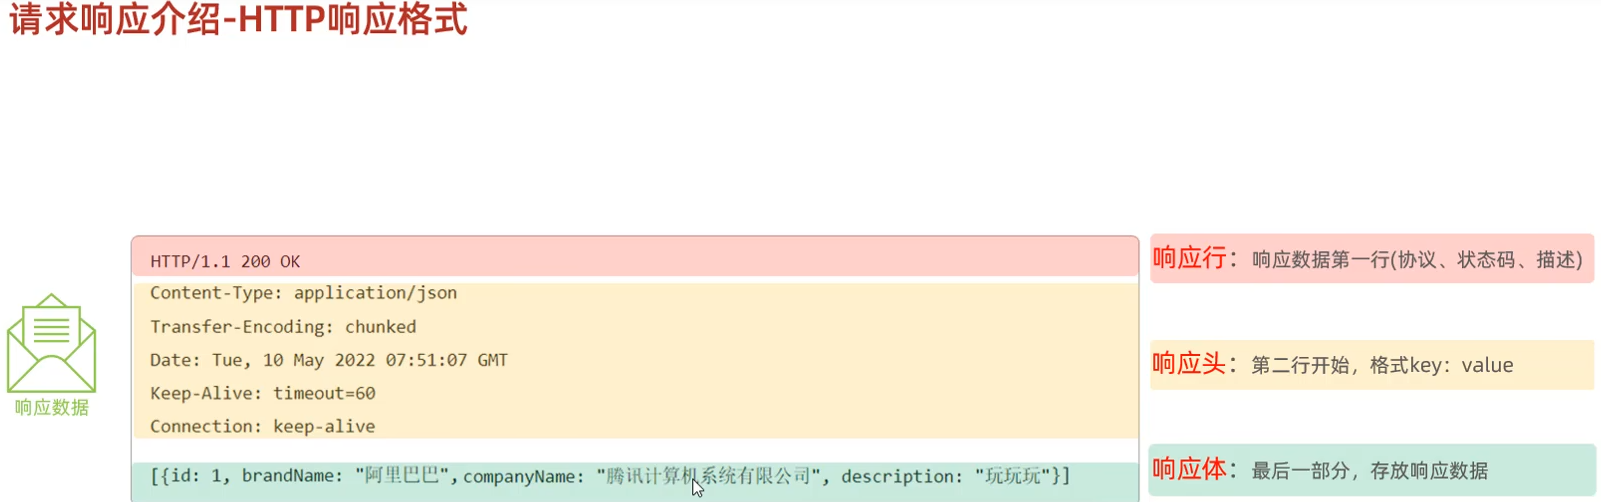 请求响应介绍-HTTP响应格式
HTTP/1.1 200 OK
响应行：响应数据第一行(协议、状态码、描述)
Content-Type: application/json
Transfer-Encoding: chunked
Date: Tue, 10 May 2022 07:51:07 GMT
响应头：第二行开始，格式key：value
Keep-Alive: timeout=60
响应数据
Connection: keep-alive
[{id: 1, brandName: "阿里巴巴",companyName: "腾讯计算机系统有限公司", description: "玩玩玩"}]
响应体：最后一部分，存放响应数据